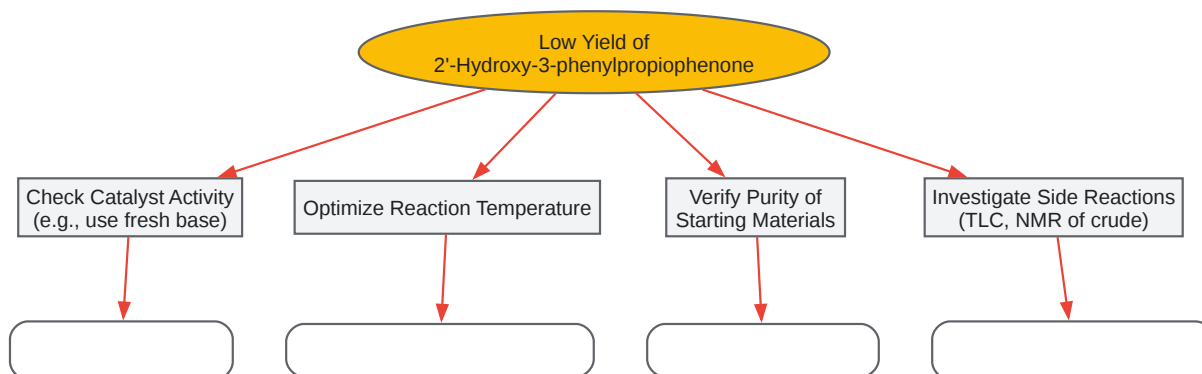 Low Yield of
2'-Hydroxy-3-phenylpropiophenone
Check Catalyst Activity
(e.g., use fresh base)
Optimize Reaction Temperature
Verify Purity of
Starting Materials
Investigate Side Reactions
(TLC, NMR of crude)